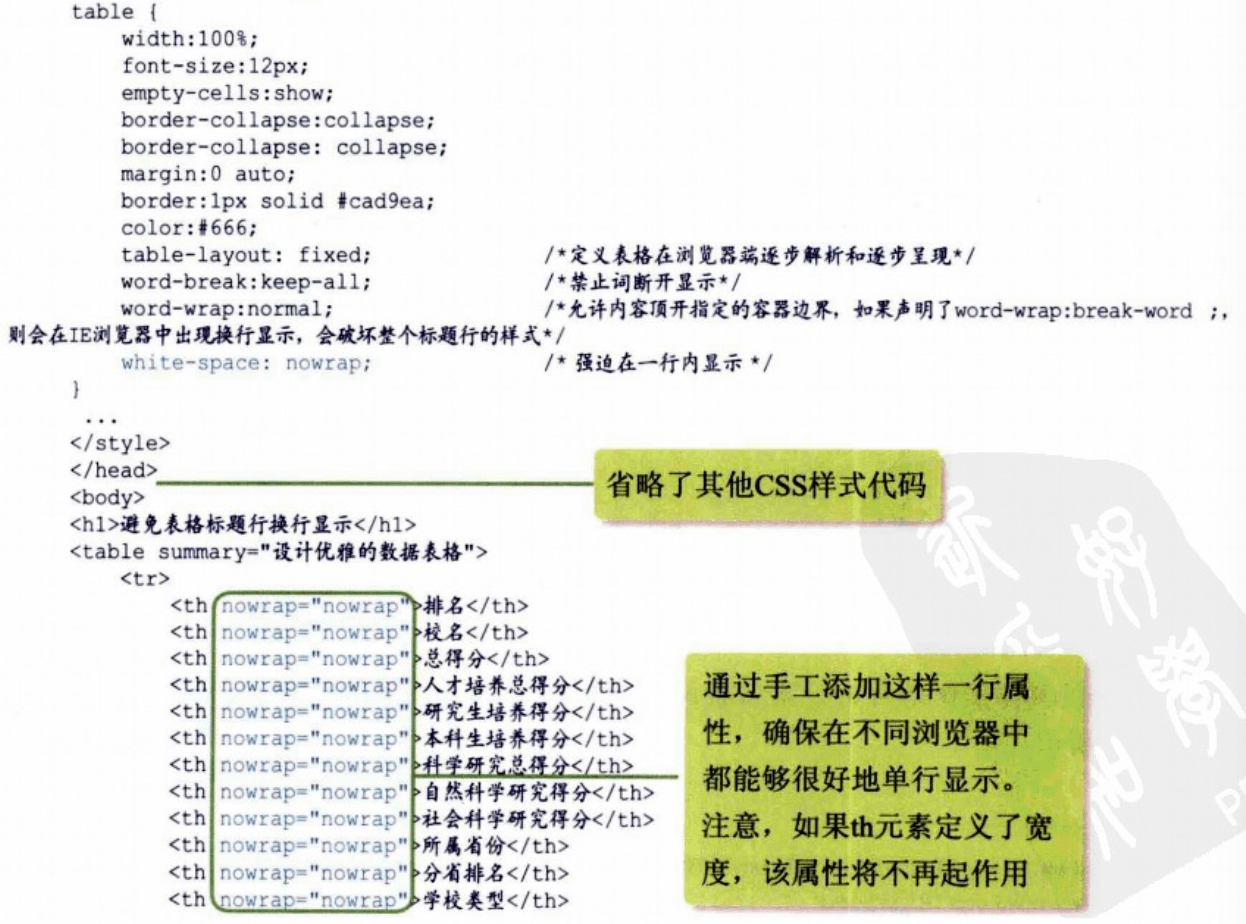 table {
width:100%;
font-size:12px;
empty-cells:show;
border-collapse:collapse;
border-collapse: collapse;
margin:0 auto;
border:1px solid #cad9ea;
color:#666;
table-layout: fixed; /*定义表格在浏览器端逐步解析和逐步呈现*/
word-break:keep-all; /*禁止词断开显示*/
word-wrap:normal; /*允许内容顶开指定的容器边界，如果声明了word-wrap:break-word ;,
则会在IE浏览器中出现换行显示，会破坏整个标题行的样式*/
white-space: nowrap; /* 强迫在一行内显示 */
}
...
</style>
</head>
省略了其他CSS样式代码
<body>
<h1>避免表格标题行换行显示</h1>
<table summary="设计优雅的数据表格">
<tr>
<th nowrap="nowrap">排名</th>
<th nowrap="nowrap">校名</th>
<th nowrap="nowrap">总得分</th>
<th nowrap="nowrap">人才培养总得分</th>
<th nowrap="nowrap">研究生培养得分</th>
<th nowrap="nowrap">本科生培养得分</th>
<th nowrap="nowrap">科学研究总得分</th>
<th nowrap="nowrap">自然科学研究得分</th>
<th nowrap="nowrap">社会科学研究得分</th>
<th nowrap="nowrap">所属省份</th>
<th nowrap="nowrap">分省排名</th>
<th nowrap="nowrap">学校类型</th>
通过手工添加这样一行属
性，确保在不同浏览器中
都能够很好地单行显示。
注意，如果th元素定义了宽
度，该属性将不再起作用